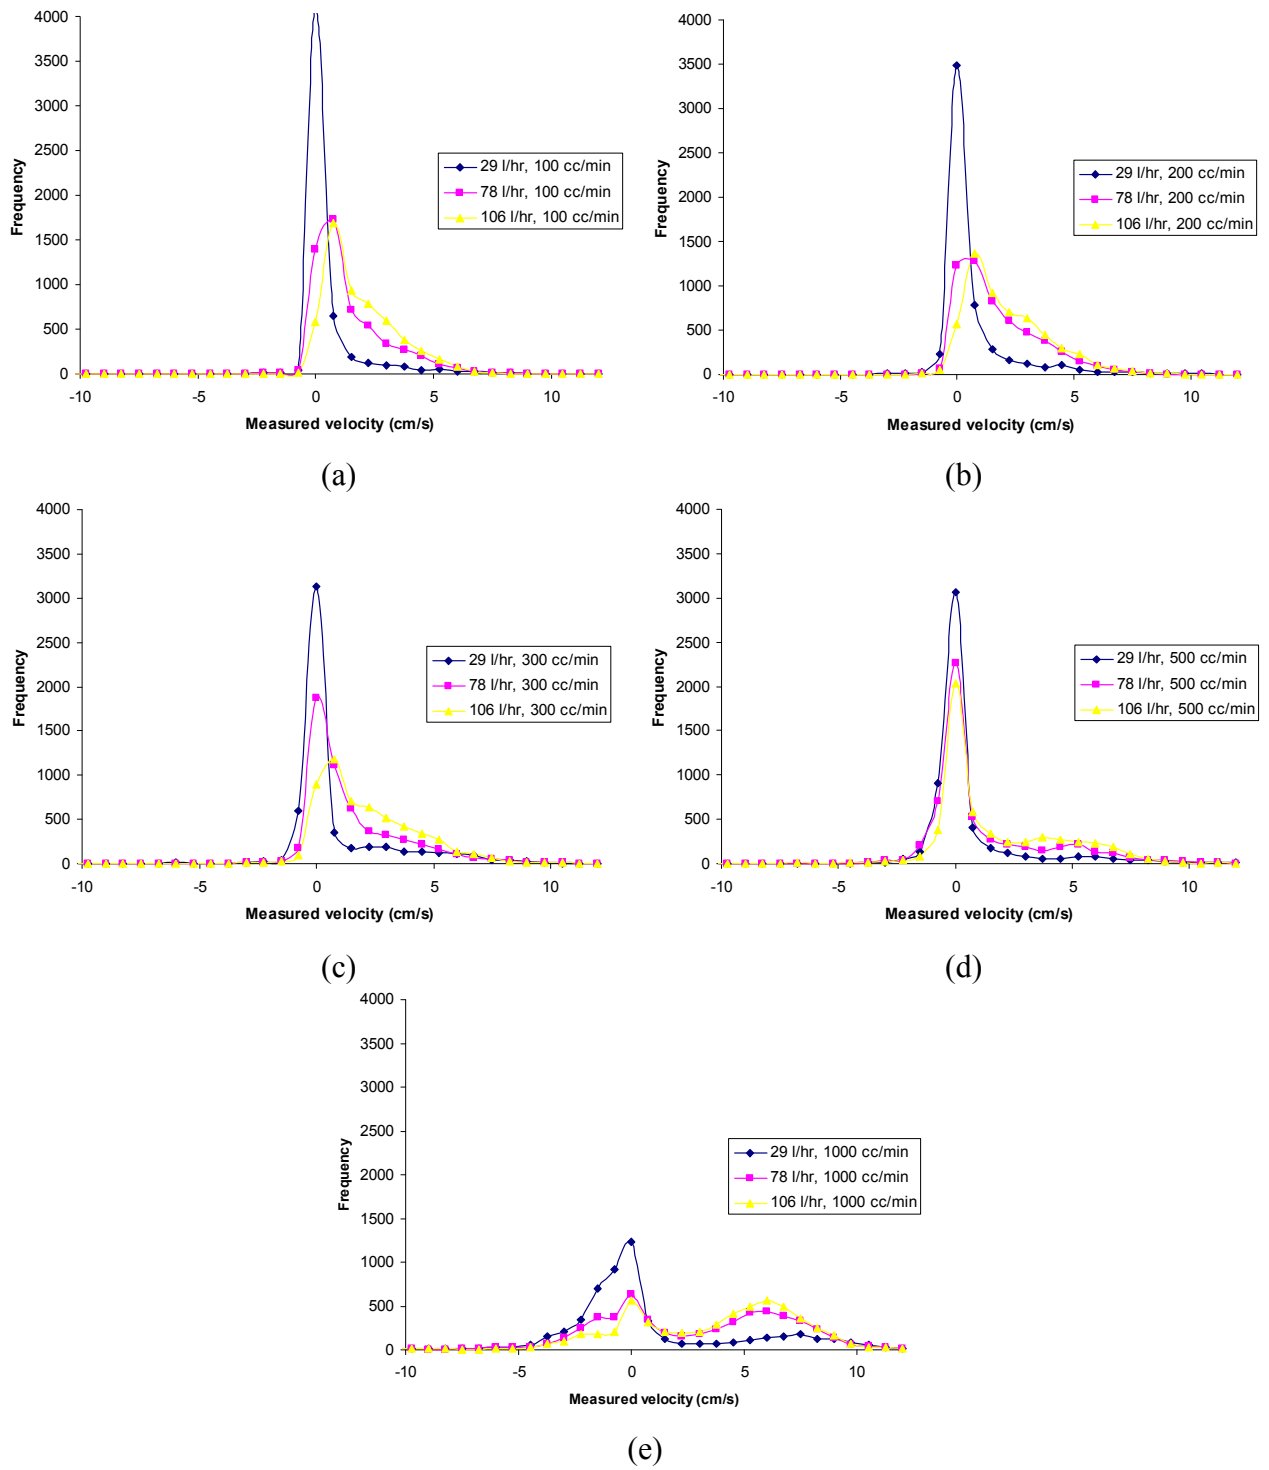 4000
3500
3000
2500
2000
1500
1000
500
0
Frequency
-10 -5 0 5 10
Measured velocity (cm/s)
29 l/hr, 100 cc/min
78 l/hr, 100 cc/min
106 l/hr, 100 cc/min
(a)
4000
3500
3000
2500
2000
1500
1000
500
0
Frequency
-10 -5 0 5 10
Measured velocity (cm/s)
29 l/hr, 200 cc/min
78 l/hr, 200 cc/min
106 l/hr, 200 cc/min
(b)
4000
3500
3000
2500
2000
1500
1000
500
0
Frequency
-10 -5 0 5 10
Measured velocity (cm/s)
29 l/hr, 300 cc/min
78 l/hr, 300 cc/min
106 l/hr, 300 cc/min
(c)
4000
3500
3000
2500
2000
1500
1000
500
0
Frequency
-10 -5 0 5 10
Measured velocity (cm/s)
29 l/hr, 500 cc/min
78 l/hr, 500 cc/min
106 l/hr, 500 cc/min
(d)
4000
3500
3000
2500
2000
1500
1000
500
0
Frequency
-10 -5 0 5 10
Measured velocity (cm/s)
29 l/hr, 1000 cc/min
78 l/hr, 1000 cc/min
106 l/hr, 1000 cc/min
(e)